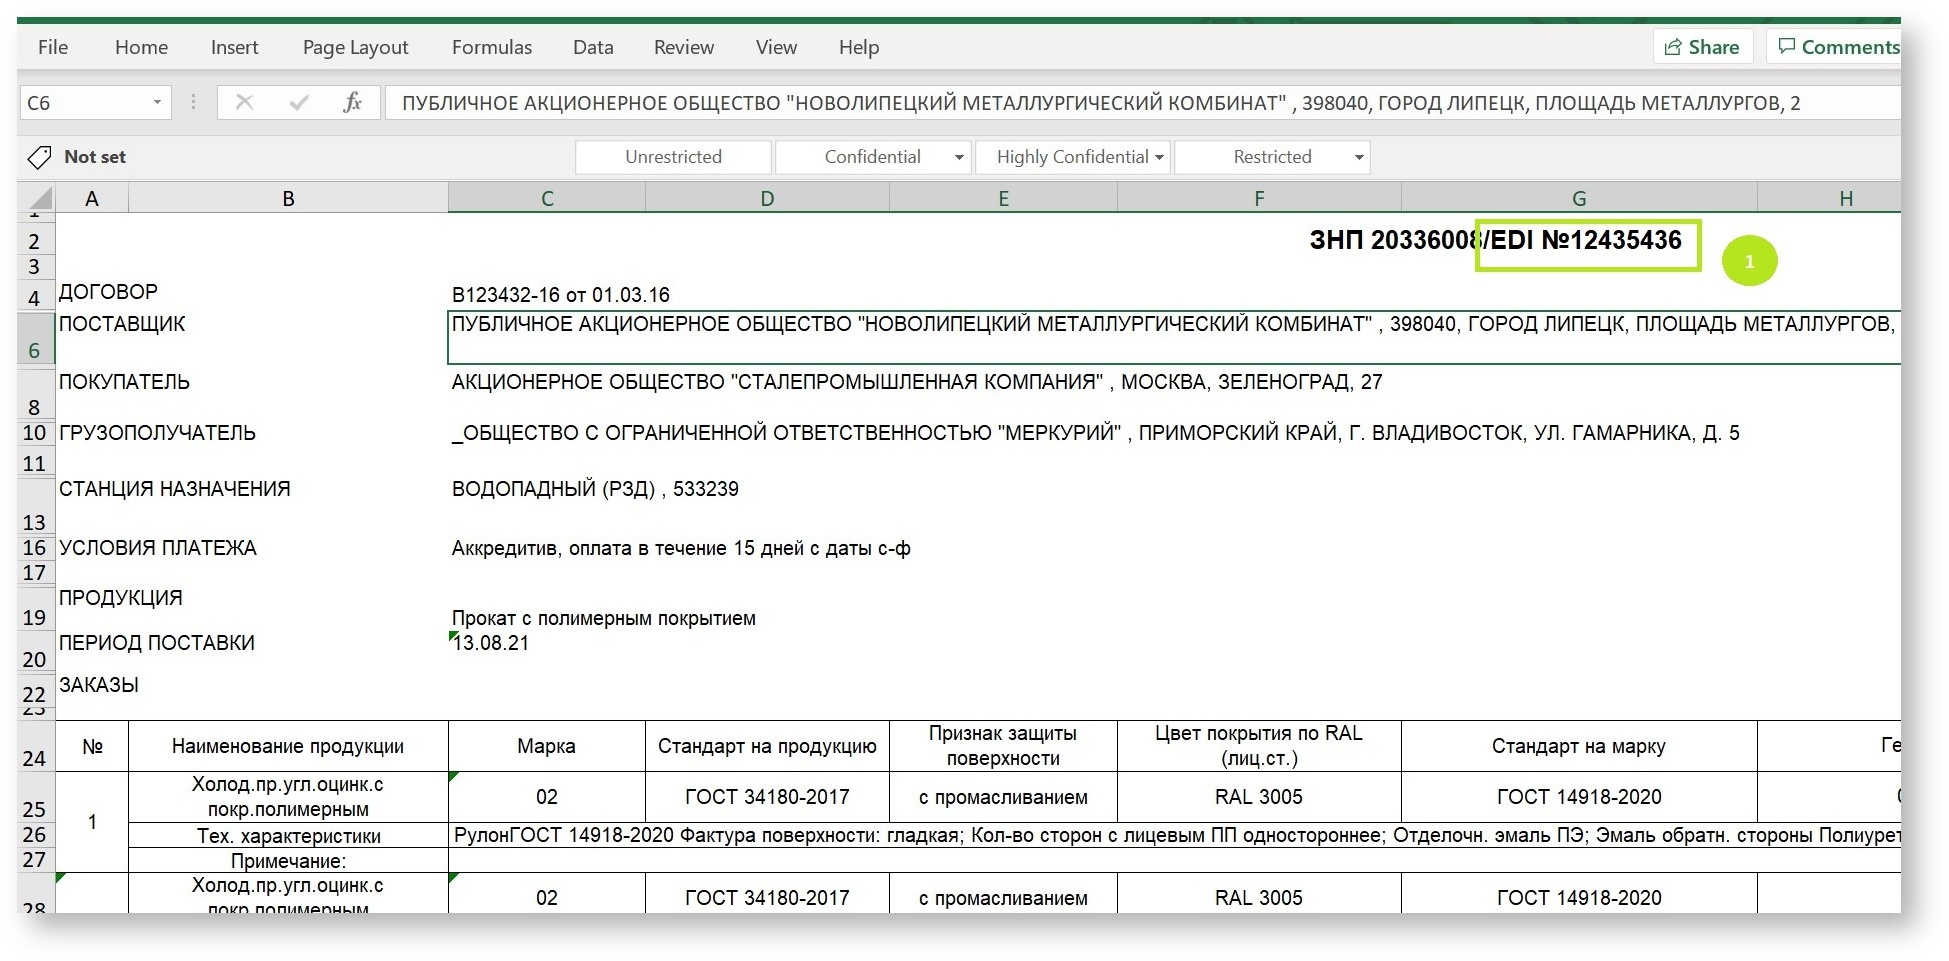 File Home Insert Page Layout Formulas Data Review View Help Share Comments
C6 fx ПУБЛИЧНОЕ АКЦИОНЕРНОЕ ОБЩЕСТВО "НОВОЛИПЕЦКИЙ МЕТАЛЛУРГИЧЕСКИЙ КОМБИНАТ" , 398040, ГОРОД ЛИПЕЦК, ПЛОЩАДЬ МЕТАЛЛУРГОВ, 2
Not set Unrestricted Confidential Highly Confidential Restricted
A B C D E F G H
1
2 ЗНП 20336008/EDI №12435436 1
3
4 ДОГОВОР В123432-16 от 01.03.16
6 ПОСТАВЩИК ПУБЛИЧНОЕ АКЦИОНЕРНОЕ ОБЩЕСТВО "НОВОЛИПЕЦКИЙ МЕТАЛЛУРГИЧЕСКИЙ КОМБИНАТ" , 398040, ГОРОД ЛИПЕЦК, ПЛОЩАДЬ МЕТАЛЛУРГОВ,
8 ПОКУПАТЕЛЬ АКЦИОНЕРНОЕ ОБЩЕСТВО "СТАЛЕПРОМЫШЛЕННАЯ КОМПАНИЯ" , МОСКВА, ЗЕЛЕНОГРАД, 27
10 ГРУЗОПОЛУЧАТЕЛЬ _ОБЩЕСТВО С ОГРАНИЧЕННОЙ ОТВЕТСТВЕННОСТЬЮ "МЕРКУРИЙ" , ПРИМОРСКИЙ КРАЙ, Г. ВЛАДИВОСТОК, УЛ. ГАМАРНИКА, Д. 5
11
13 СТАНЦИЯ НАЗНАЧЕНИЯ ВОДОПАДНЫЙ (РЗД) , 533239
16 УСЛОВИЯ ПЛАТЕЖА Аккредитив, оплата в течение 15 дней с даты с-ф
17
19 ПРОДУКЦИЯ Прокат с полимерным покрытием
20 ПЕРИОД ПОСТАВКИ 13.08.21
22 ЗАКАЗЫ
23
Признак защиты Цвет покрытия по RAL
24 № Наименование продукции Марка Стандарт на продукцию поверхности (лиц.ст.) Стандарт на марку Ге
Холод.пр.угл.оцинк.с
25 покр.полимерным 02 ГОСТ 34180-2017 с промасливанием RAL 3005 ГОСТ 14918-2020
26 1 Тех. характеристики РулонГОСТ 14918-2020 Фактура поверхности: гладкая; Кол-во сторон с лицевым ПП одностороннее; Отделочн. эмаль ПЭ; Эмаль обратн. стороны Полиурет
27 Примечание:
Холод.пр.угл.оцинк.с
28 покр.полимерным 02 ГОСТ 34180-2017 с промасливанием RAL 3005 ГОСТ 14918-2020